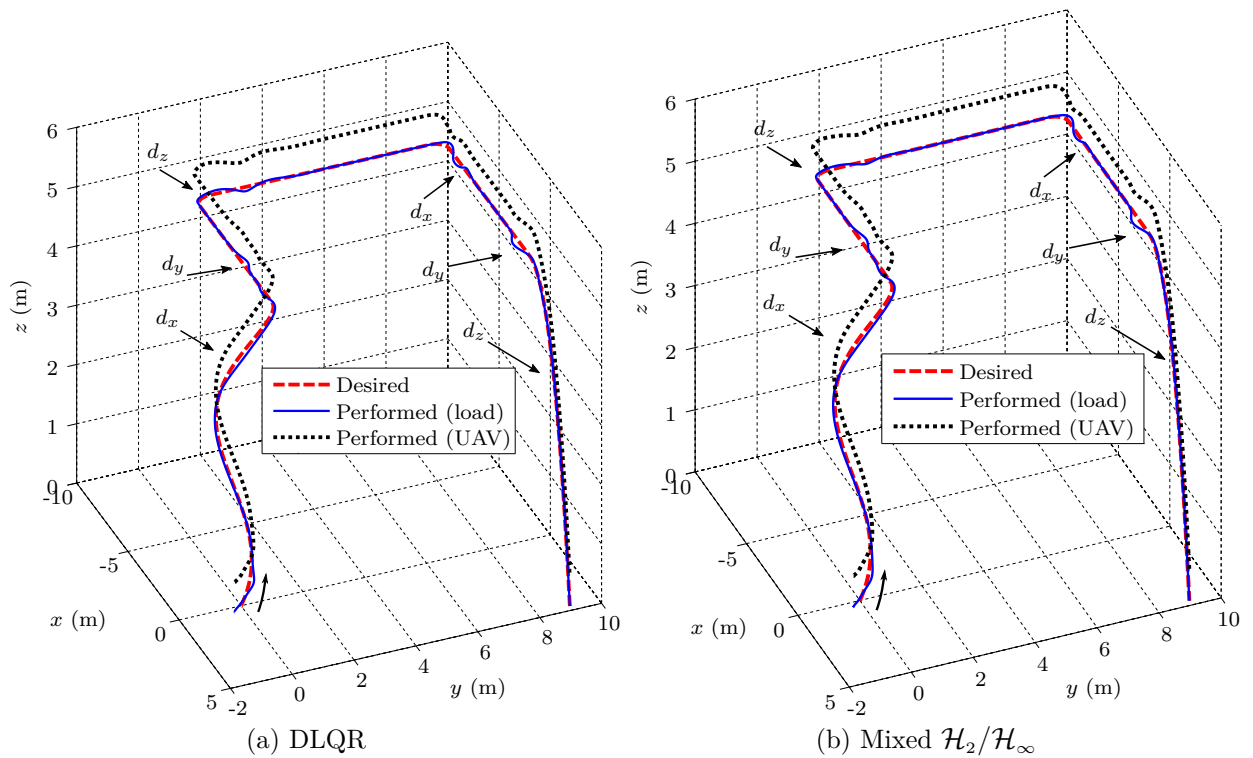 6
5
4
3
2
1
0
z (m)
-10
-5
0
5
x (m)
-2
0
2
4
6
8
10
y (m)
d_z
d_y
d_x
d_x
d_y
d_z
Desired
Performed (load)
Performed (UAV)
(a) DLQR
6
5
4
3
2
1
0
z (m)
-10
-5
0
5
x (m)
-2
0
2
4
6
8
10
y (m)
d_z
d_y
d_x
d_x
d_y
d_z
Desired
Performed (load)
Performed (UAV)
(b) Mixed ℋ₂/ℋ∞